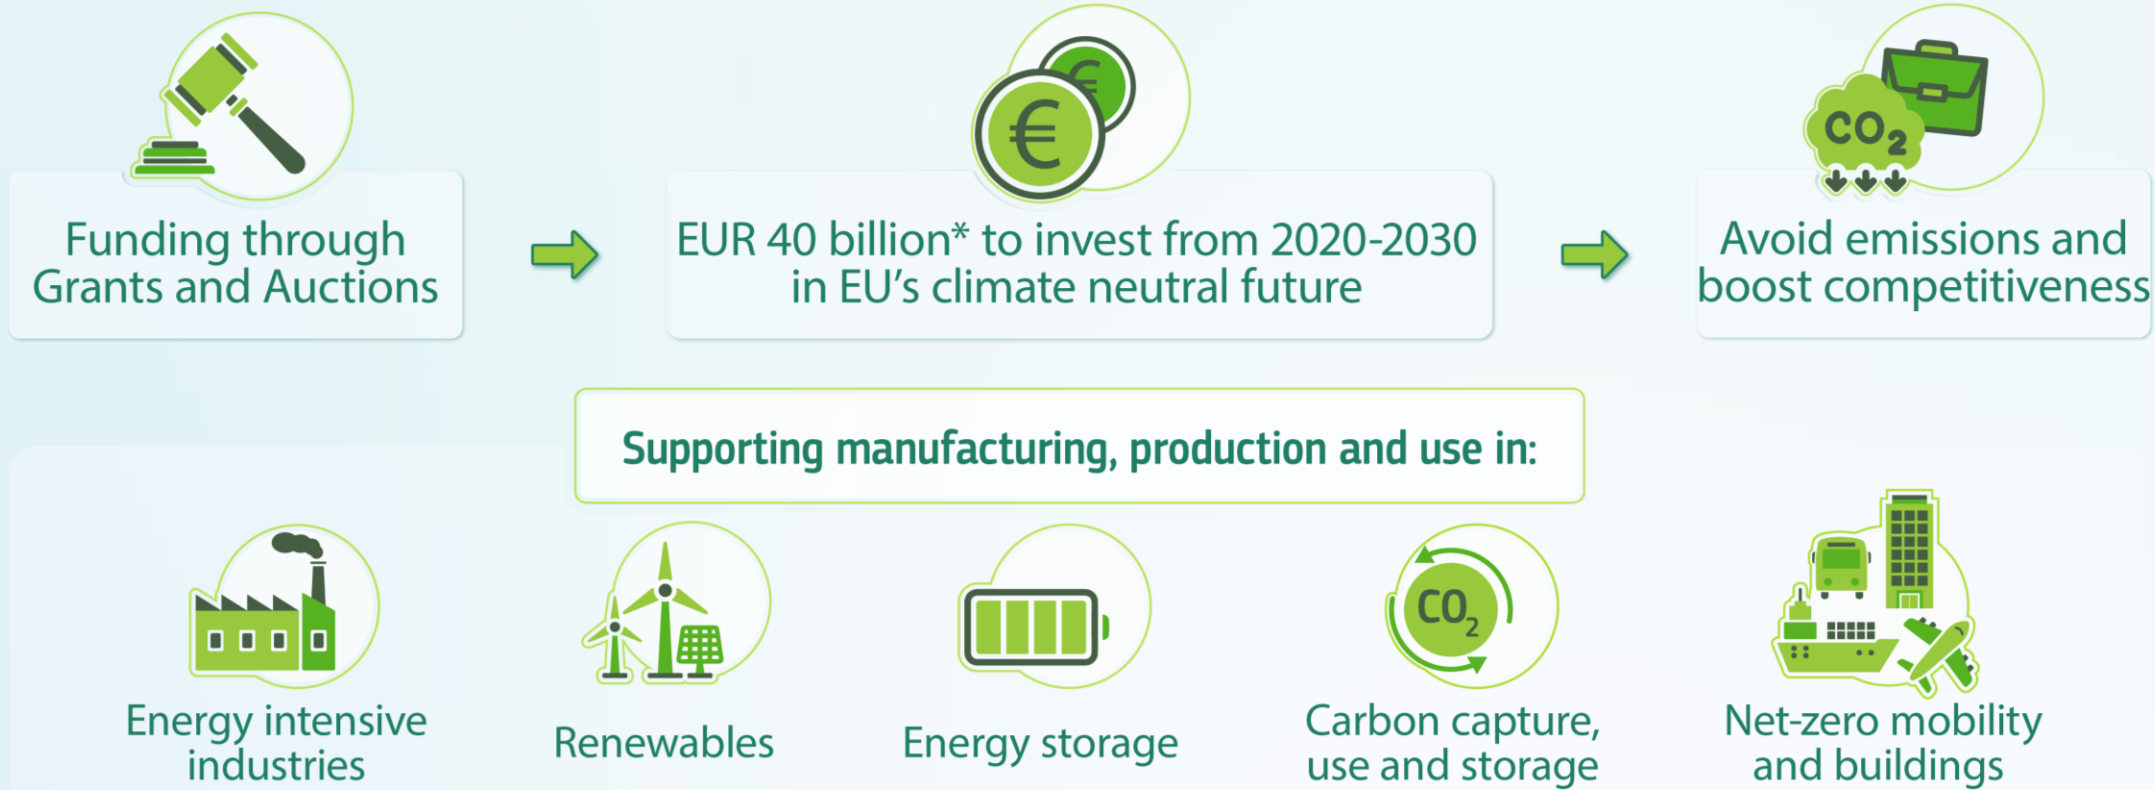 Funding through
Grants and Auctions
EUR 40 billion* to invest from 2020-2030
in EU's climate neutral future
CO₂
Avoid emissions and
boost competitiveness
Supporting manufacturing, production and use in:
Energy intensive
industries
Renewables
Energy storage
CO₂
Carbon capture,
use and storage
Net-zero mobility
and buildings